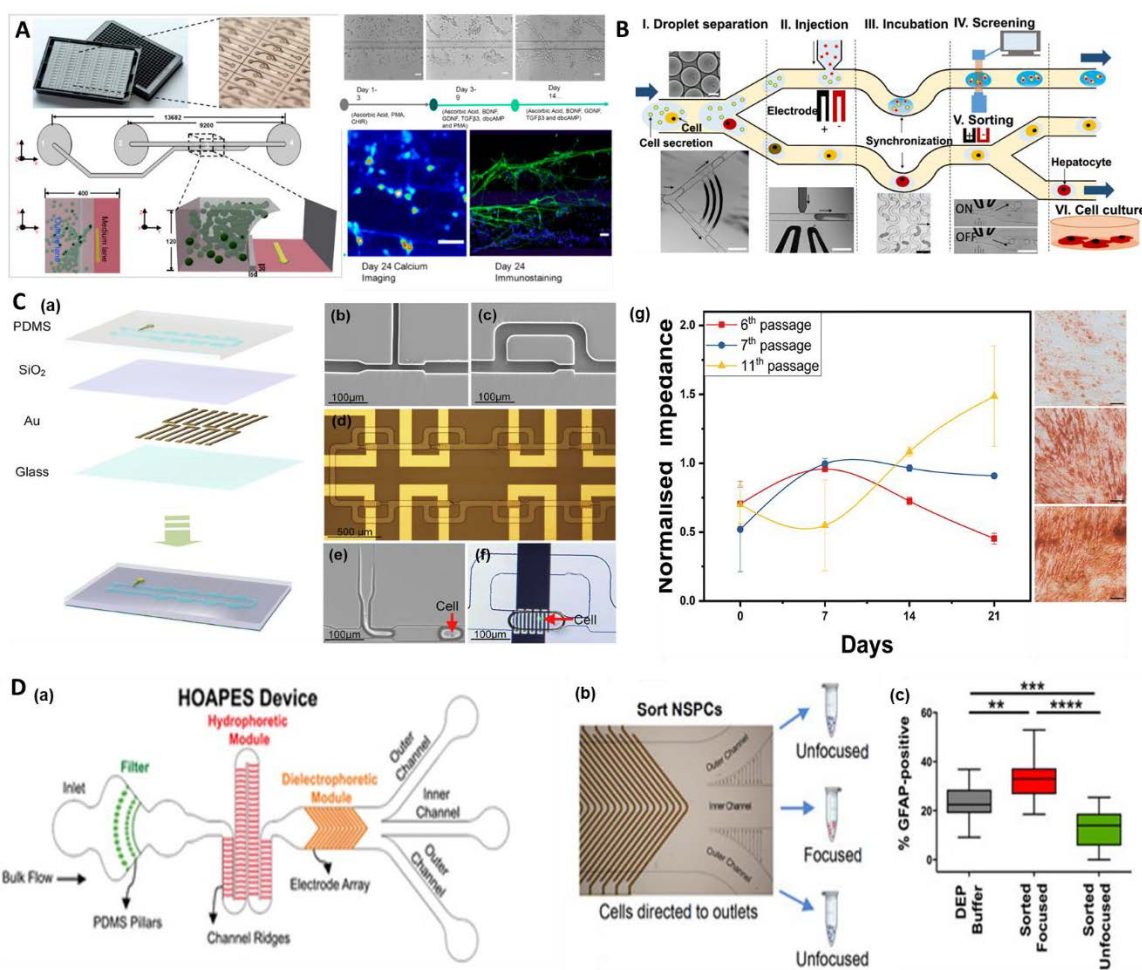 A
13682
9200
2
400
Medium lane
120
Day 1-
3
(Ascorbic Acid, PMA,
CHIR)
Day 3-
9
(Ascorbic Acid, BDNF,
GDNF, TGFβ3, dbcAMP
and PMA)
Day
14...
(Ascorbic Acid, BDNF, GDNF,
TGFβ3 and dbcAMP)
Day 24 Calcium
Imaging
Day 24
Immunostaining
B
I. Droplet separation
II. Injection
III. Incubation
IV. Screening
Electrode
+ -
Cell
Cell secretion
Synchronization
V. Sorting
+ -
Hepatocyte
ON
OFF
VI. Cell culture
C
(a)
PDMS
SiO2
Au
Glass
(b)
100μm
(c)
100μm
(d)
500 μm
(e)
Cell
100μm
(f)
Cell
100μm
(g)
Normalised impedance
2.0
1.5
1.0
0.5
0.0
6th passage
7th passage
11th passage
0 7 14 21
Days
D
(a)
HOAPES Device
Hydrophoretic
Module
Filter
Inlet
Dielectrophoretic
Module
Outer
Channel
Inner
Channel
Outer
Channel
Bulk Flow
PDMS Pillars
Channel Ridges
Electrode Array
(b)
Sort NSPCs
Outer Channel
Inner Channel
Outer Channel
Cells directed to outlets
Unfocused
Focused
Unfocused
(c)
***
** ****
% GFAP-positive
60
40
20
0
DEP
Buffer
Sorted
Focused
Sorted
Unfocused